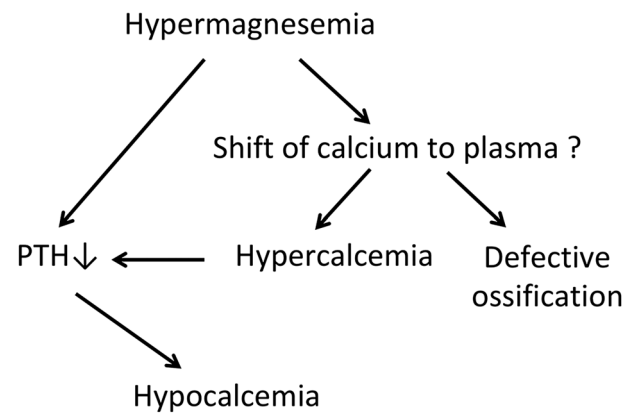 Hypermagnesemia
Shift of calcium to plasma ?
PTH↓
Hypercalcemia
Defective
ossification
Hypocalcemia